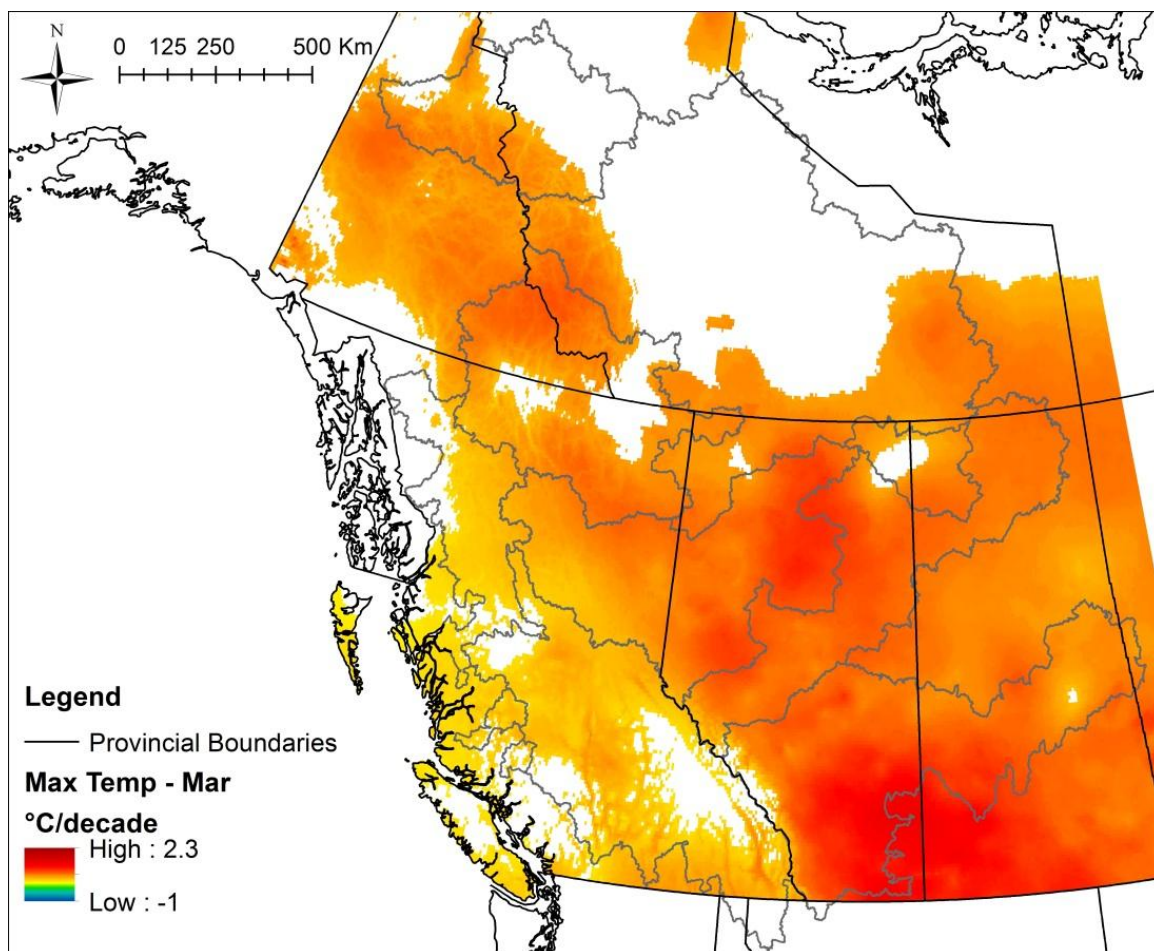 N
0 125 250 500 Km
Legend
Provincial Boundaries
Max Temp - Mar
°C/decade
High : 2.3
Low : -1